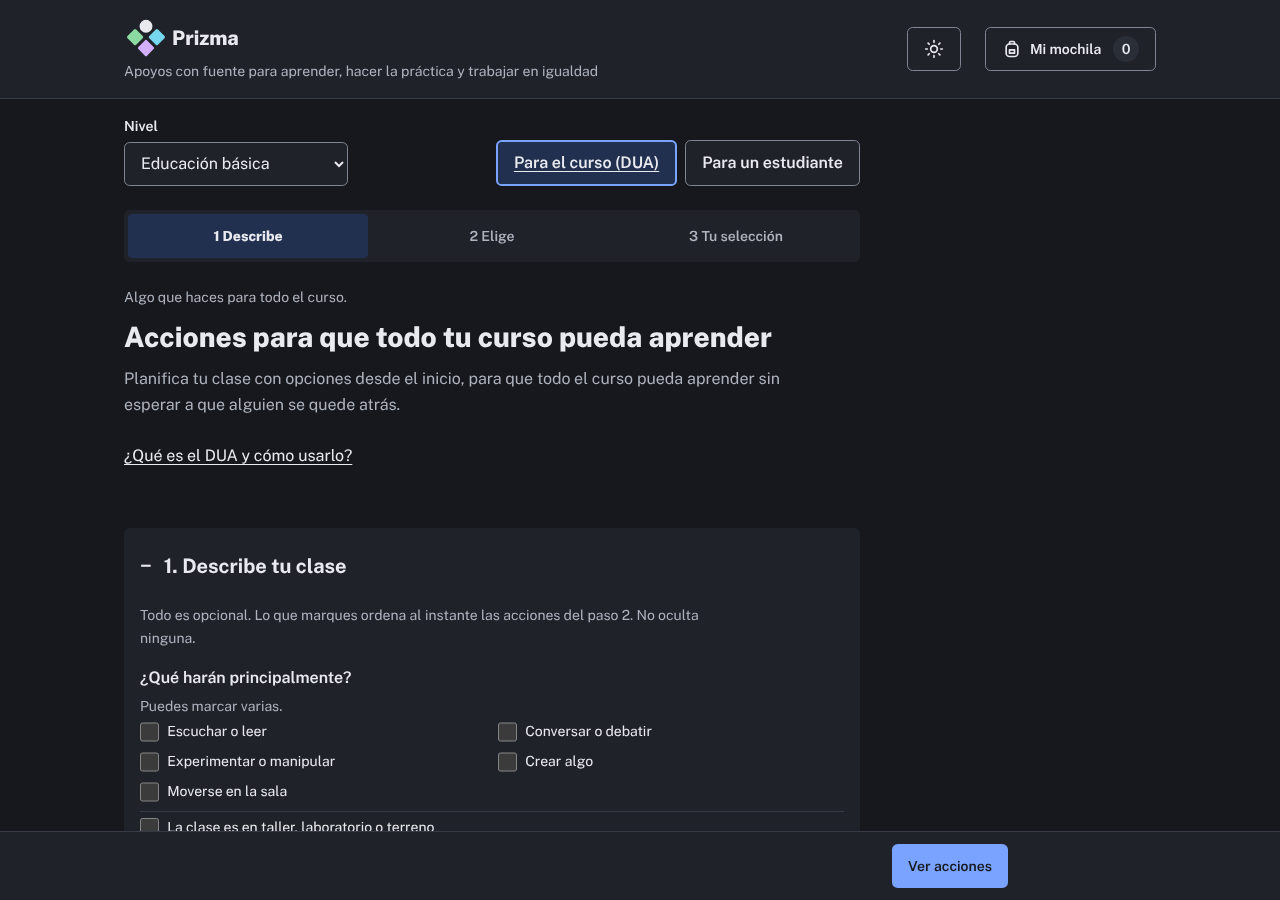 Prizma
Apoyos con fuente para aprender, hacer la práctica y trabajar en igualdad
Mi mochila 0
Nivel
Educación básica
Para el curso (DUA)
Para un estudiante
1 Describe
2 Elige
3 Tu selección
Algo que haces para todo el curso.
Acciones para que todo tu curso pueda aprender
Planifica tu clase con opciones desde el inicio, para que todo el curso pueda aprender sin
esperar a que alguien se quede atrás.
¿Qué es el DUA y cómo usarlo?
− 1. Describe tu clase
Todo es opcional. Lo que marques ordena al instante las acciones del paso 2. No oculta
ninguna.
¿Qué harán principalmente?
Puedes marcar varias.
Escuchar o leer
Conversar o debatir
Experimentar o manipular
Crear algo
Moverse en la sala
La clase es en taller, laboratorio o terreno
Ver acciones